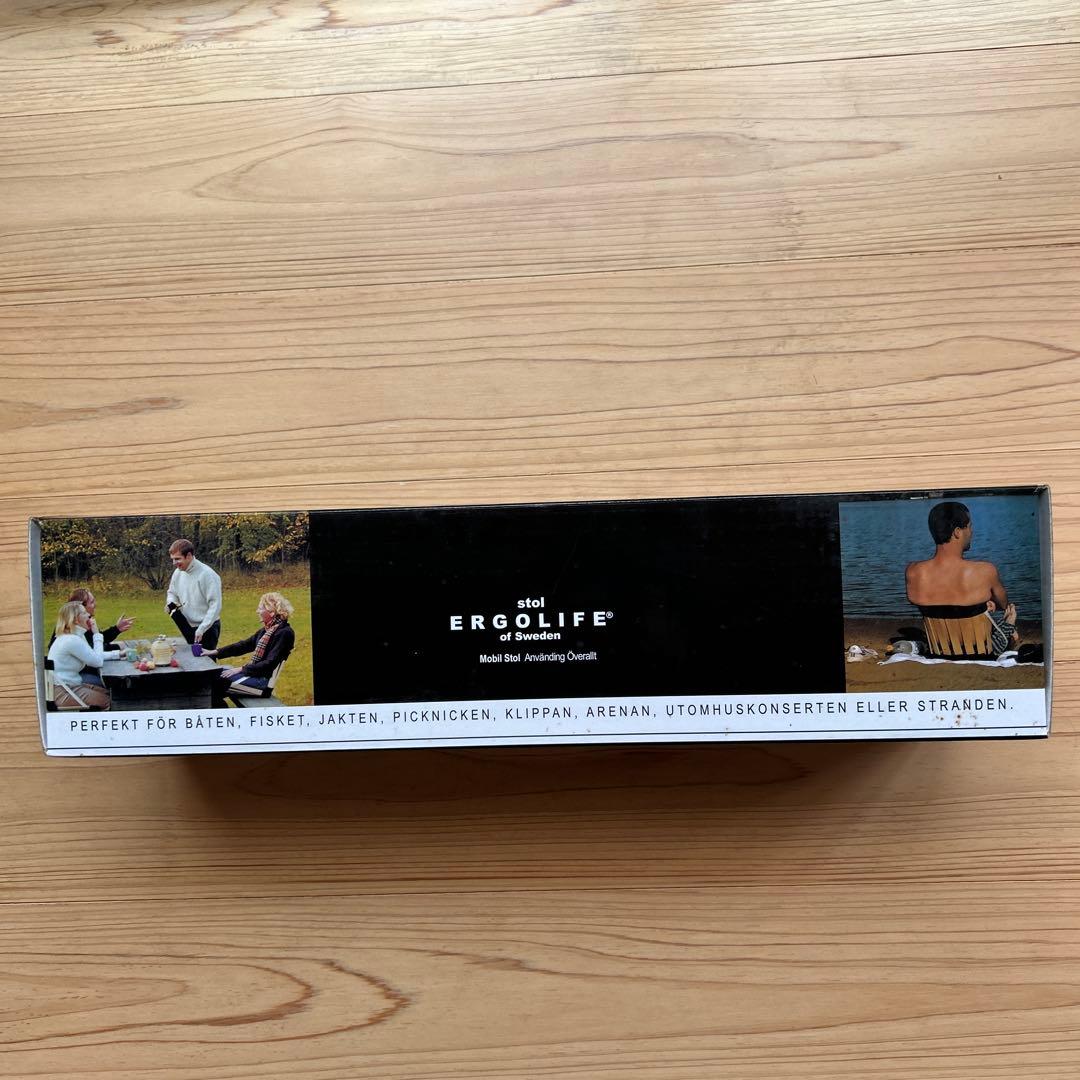 stol
ERGOLIFE®
of Sweden
Mobil Stol Använding Överallt
PERFEKT FÖR BÅTEN, FISKET, JAKTEN, PICKNICKEN, KLIPPAN, ARENAN, UTOMHUSKONSERTEN ELLER STRANDEN.